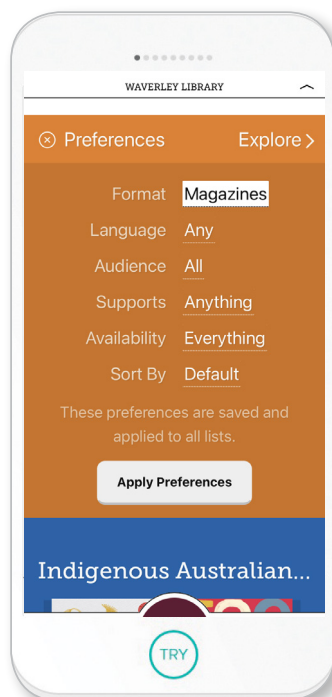 WAVERLEY LIBRARY
Preferences Explore
Format Magazines
Language Any
Audience All
Supports Anything
Availability Everything
Sort By Default
These preferences are saved and
applied to all lists.
Apply Preferences
Indigenous Australian...
TRY